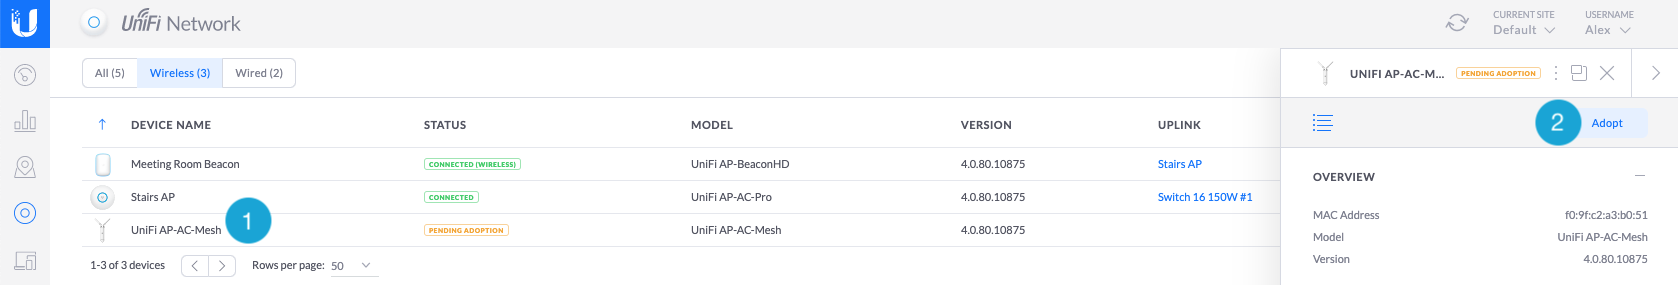 UniFi Network
CURRENT SITE
Default
USERNAME
Alex
All (5)
Wireless (3)
Wired (2)
DEVICE NAME STATUS MODEL VERSION UPLINK
Meeting Room Beacon CONNECTED (WIRELESS) UniFi AP-BeaconHD 4.0.80.10875 Stairs AP
Stairs AP CONNECTED UniFi AP-AC-Pro 4.0.80.10875 Switch 16 150W #1
UniFi AP-AC-Mesh 1 PENDING ADOPTION UniFi AP-AC-Mesh 4.0.80.10875
1-3 of 3 devices Rows per page: 50
UNIFI AP-AC-M... PENDING ADOPTION
2 Adopt
OVERVIEW
MAC Address f0:9f:c2:a3:b0:51
Model UniFi AP-AC-Mesh
Version 4.0.80.10875